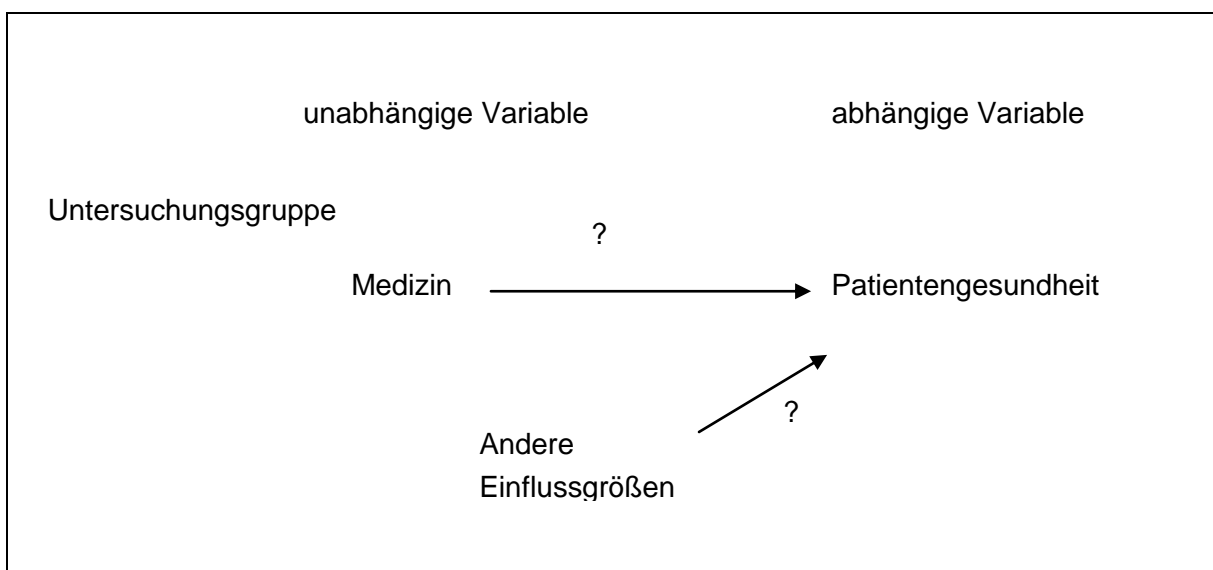 unabhängige Variable abhängige Variable
Untersuchungsgruppe
?
Medizin Patientengesundheit
?
Andere
Einflussgrößen